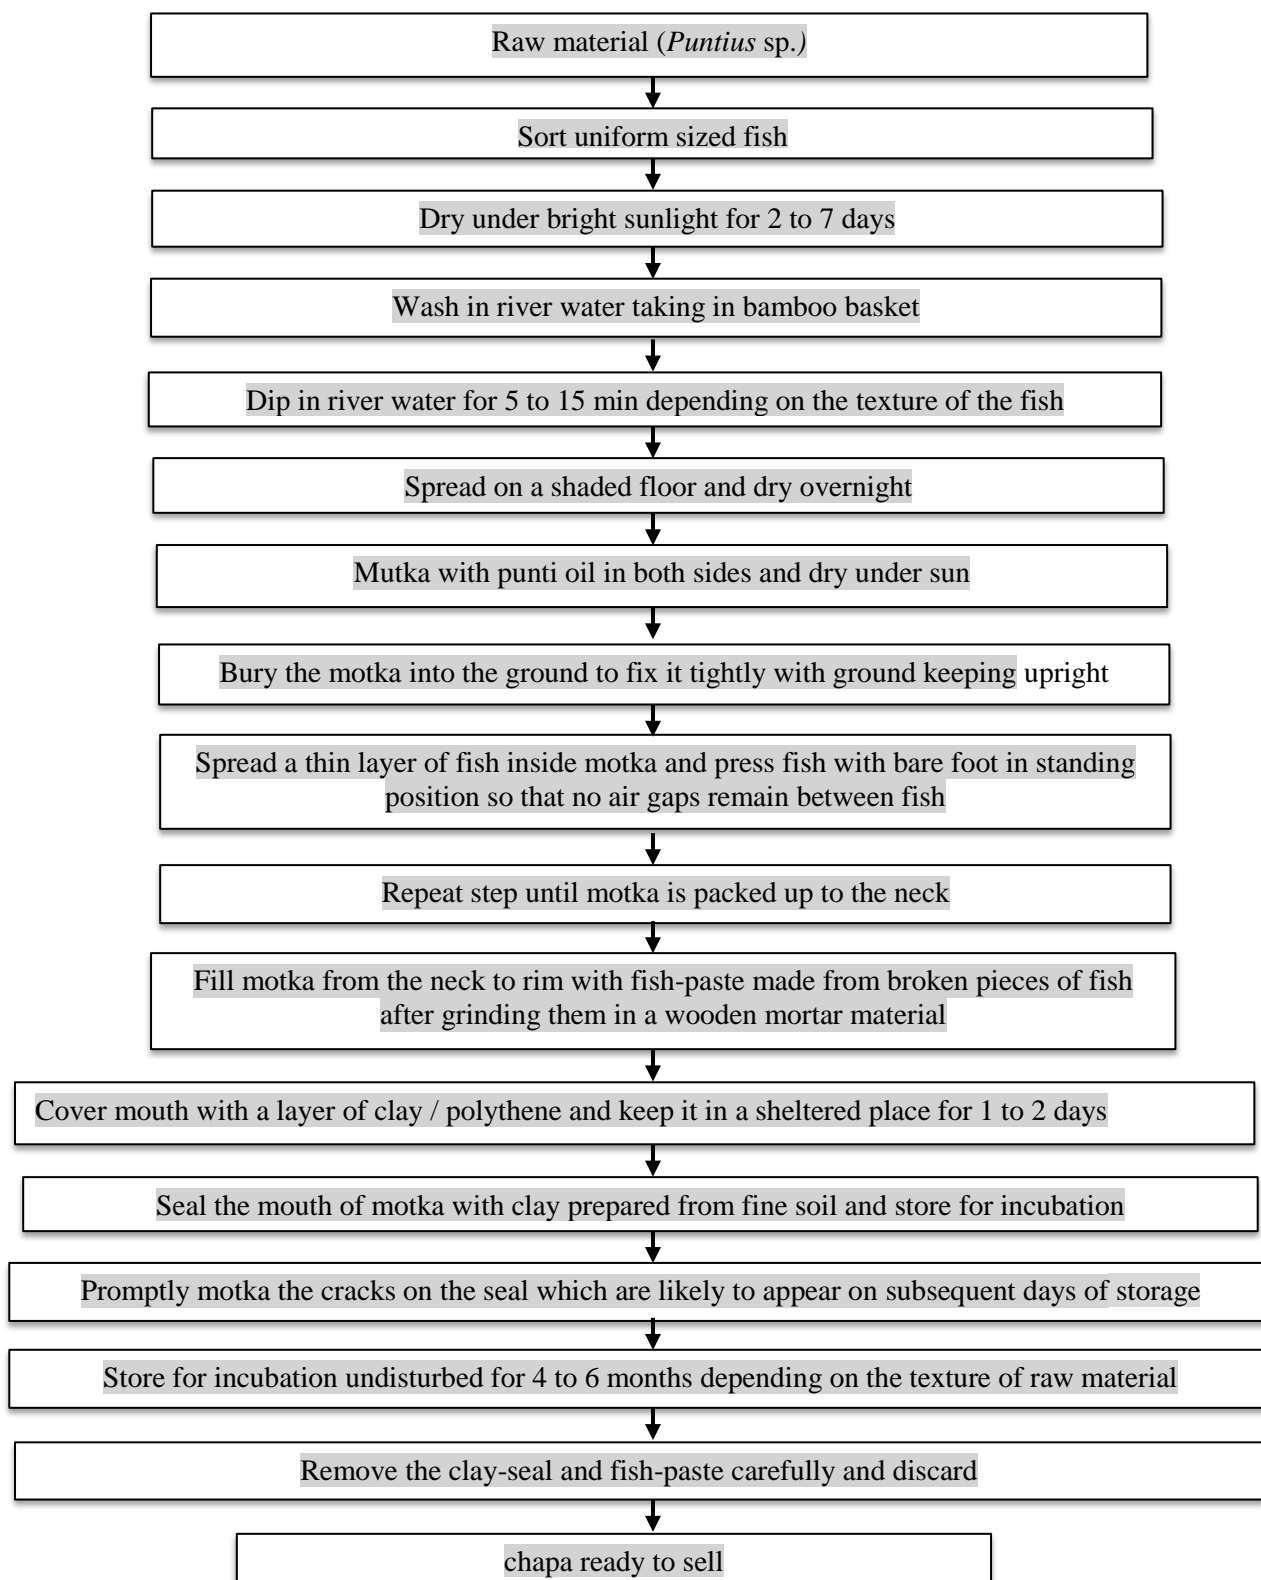 Raw material (Puntius sp.)
Sort uniform sized fish
Dry under bright sunlight for 2 to 7 days
Wash in river water taking in bamboo basket
Dip in river water for 5 to 15 min depending on the texture of the fish
Spread on a shaded floor and dry overnight
Mutka with punti oil in both sides and dry under sun
Bury the motka into the ground to fix it tightly with ground keeping upright
Spread a thin layer of fish inside motka and press fish with bare foot in standing
position so that no air gaps remain between fish
Repeat step until motka is packed up to the neck
Fill motka from the neck to rim with fish-paste made from broken pieces of fish
after grinding them in a wooden mortar material
Cover mouth with a layer of clay / polythene and keep it in a sheltered place for 1 to 2 days
Seal the mouth of motka with clay prepared from fine soil and store for incubation
Promptly motka the cracks on the seal which are likely to appear on subsequent days of storage
Store for incubation undisturbed for 4 to 6 months depending on the texture of raw material
Remove the clay-seal and fish-paste carefully and discard
chapa ready to sell